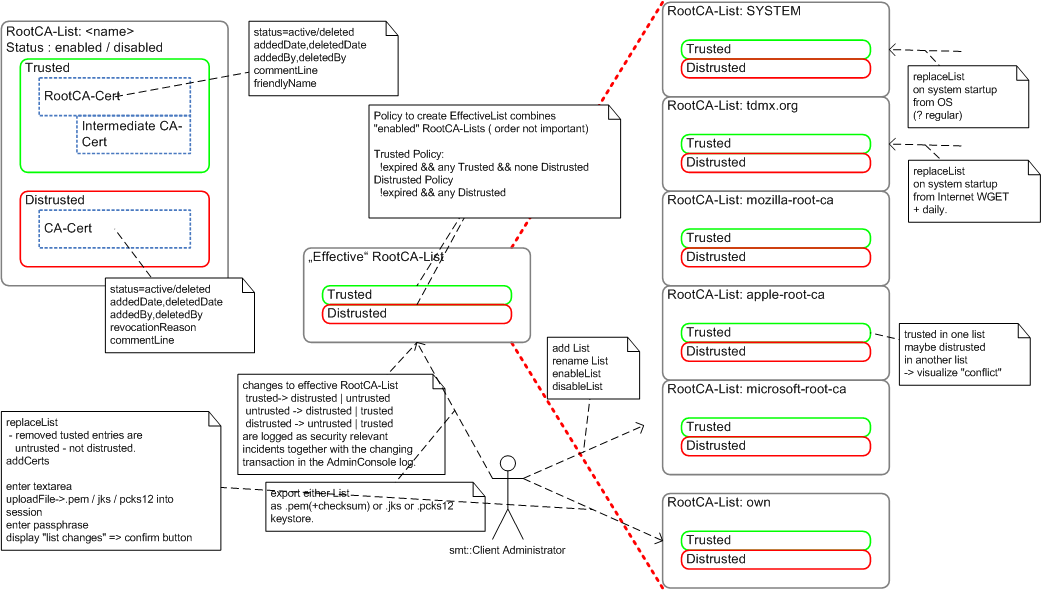 RootCA-List: <name>
Status : enabled / disabled
Trusted
RootCA-Cert
Intermediate CA-
Cert
Distrusted
CA-Cert
status=active/deleted
addedDate,deletedDate
addedBy,deletedBy
commentLine
friendlyName
status=active/deleted
addedDate,deletedDate
addedBy,deletedBy
revocationReason
commentLine
Policy to create EffectiveList combines
"enabled" RootCA-Lists ( order not important)
Trusted Policy:
!expired && any Trusted && none Distrusted
Distrusted Policy
!expired && any Distrusted
„Effective“ RootCA-List
Trusted
Distrusted
changes to effective RootCA-List
trusted-> distrusted | untrusted
untrusted -> distrusted | trusted
distrusted -> untrusted | trusted
are logged as security relevant
incidents together with the changing
transaction in the AdminConsole log.
add List
rename List
enableList
disableList
replaceList
- removed tusted entries are
untrusted - not distrusted.
addCerts
enter textarea
uploadFile->.pem / jks / pcks12 into
session
enter passphrase
display "list changes" => confirm button
export either List
as .pem(+checksum) or .jks or .pcks12
keystore.
smt::Client Administrator
RootCA-List: SYSTEM
Trusted
Distrusted
RootCA-List: tdmx.org
Trusted
Distrusted
RootCA-List: mozilla-root-ca
Trusted
Distrusted
RootCA-List: apple-root-ca
Trusted
Distrusted
RootCA-List: microsoft-root-ca
Trusted
Distrusted
RootCA-List: own
Trusted
Distrusted
replaceList
on system startup
from OS
(? regular)
replaceList
on system startup
from Internet WGET
+ daily.
trusted in one list
maybe distrusted
in another list
-> visualize "conflict"